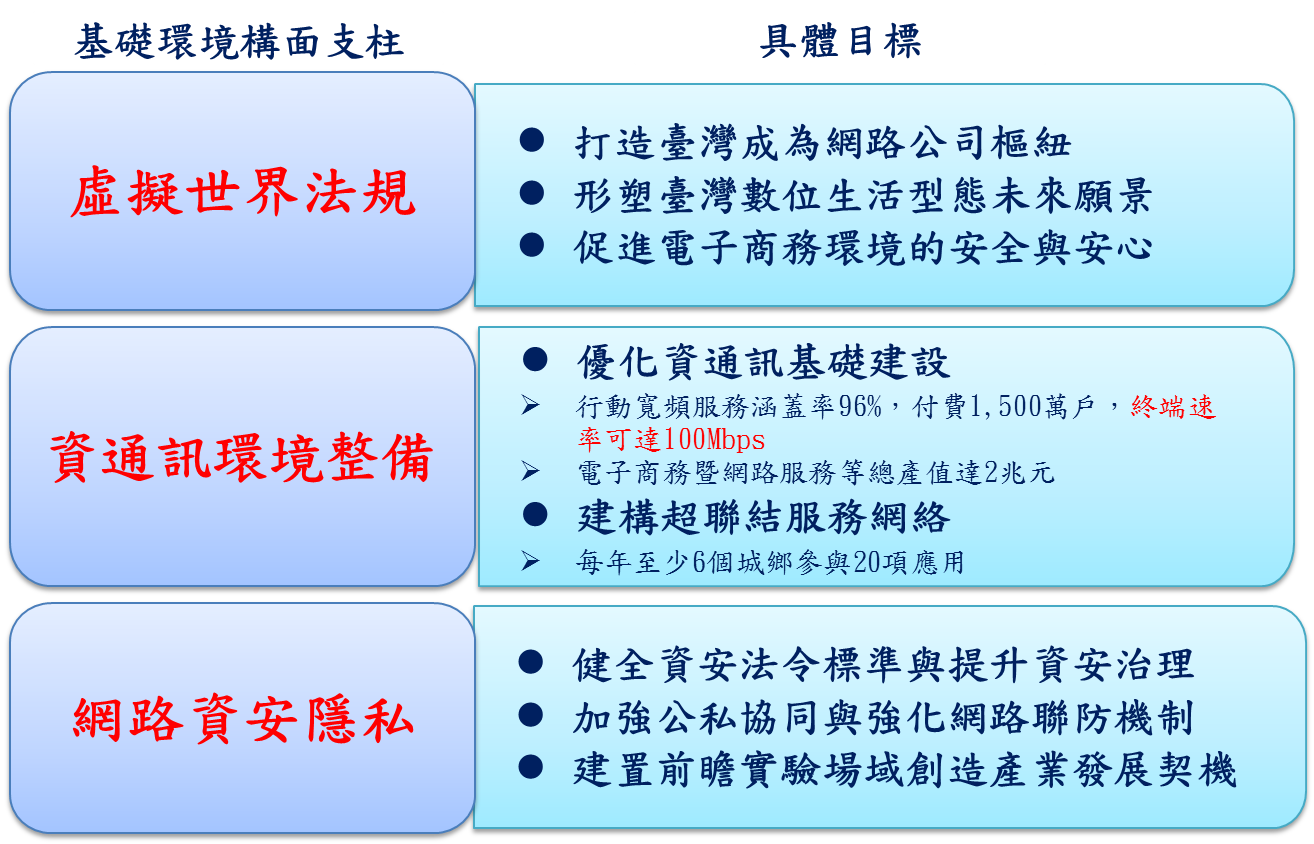 基礎環境構面支柱
具體目標
虛擬世界法規
● 打造臺灣成為網路公司樞紐
● 形塑臺灣數位生活型態未來願景
● 促進電子商務環境的安全與安心
資通訊環境整備
● 優化資通訊基礎建設
➢ 行動寬頻服務涵蓋率96%，付費1,500萬戶，終端速
率可達100Mbps
➢ 電子商務暨網路服務等總產值達2兆元
● 建構超聯結服務網絡
➢ 每年至少6個城鄉參與20項應用
網路資安隱私
● 健全資安法令標準與提升資安治理
● 加強公私協同與強化網路聯防機制
● 建置前瞻實驗場域創造產業發展契機